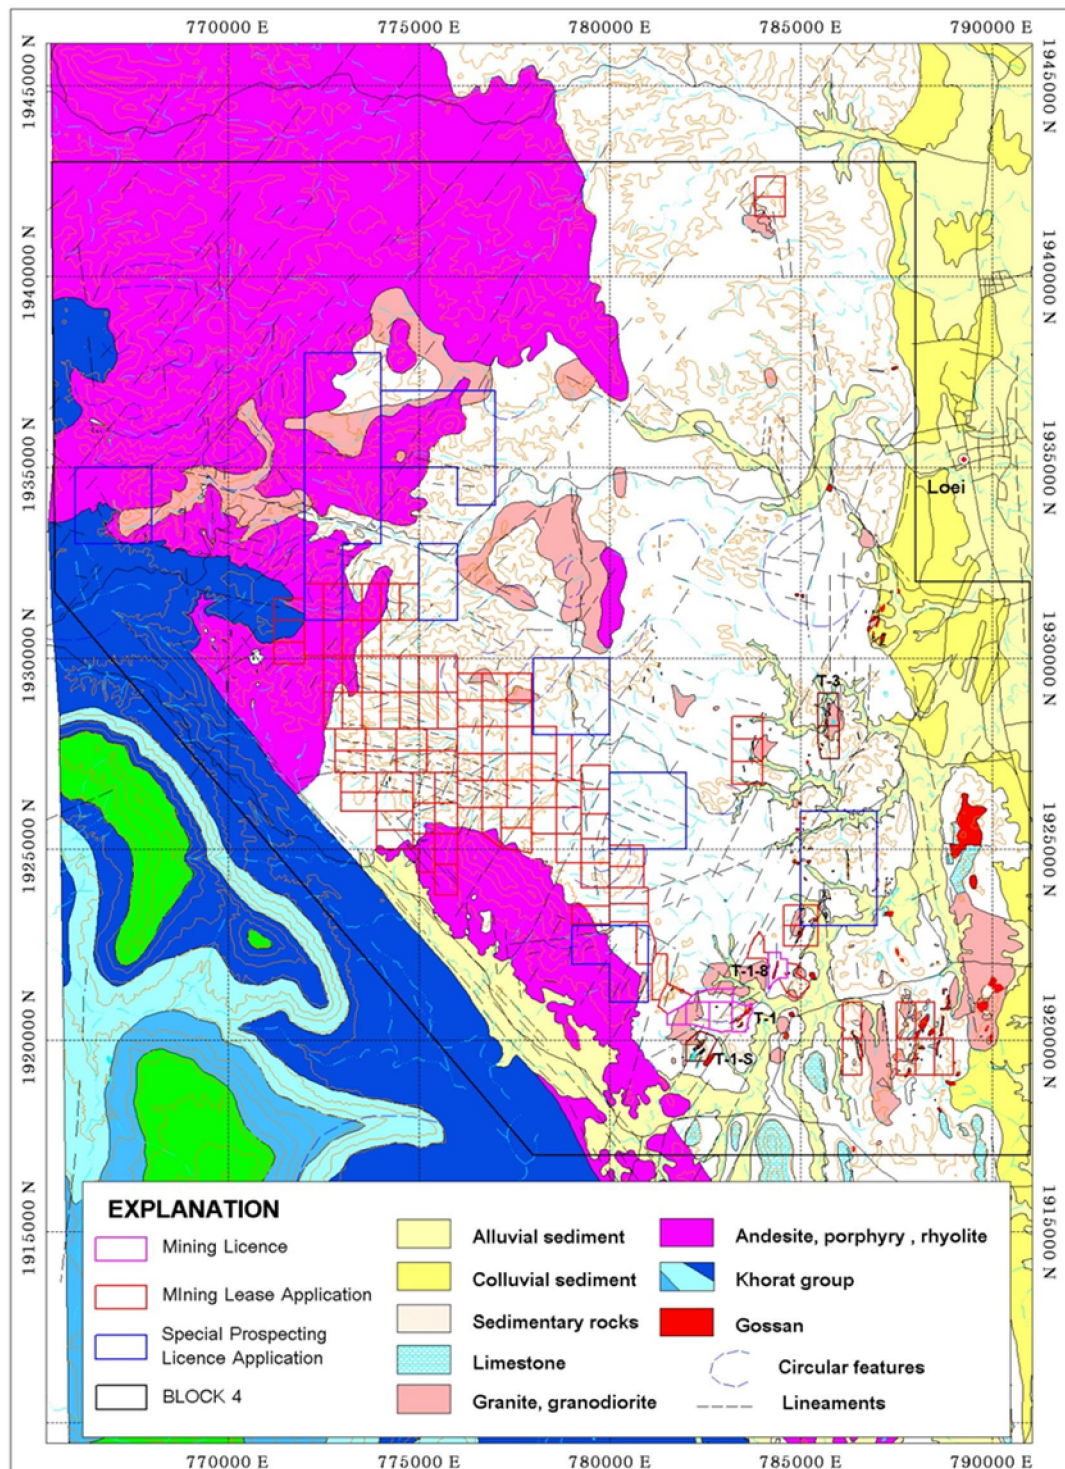 770000 E 775000 E 780000 E 785000 E 790000 E
1945000 N 1945000 N
1940000 N 1940000 N
1935000 N 1935000 N
Loei
1930000 N 1930000 N
T-3
1925000 N 1925000 N
T-1-8
T-1
1920000 N 1920000 N
T-1-S
1915000 N 1915000 N
EXPLANATION
Mining Licence
MIning Lease Application
Special Prospecting
Licence Application
BLOCK 4
Alluvial sediment
Colluvial sediment
Sedimentary rocks
Limestone
Granite, granodiorite
Andesite, porphyry , rhyolite
Khorat group
Gossan
Circular features
Lineaments
770000 E 775000 E 780000 E 785000 E 790000 E